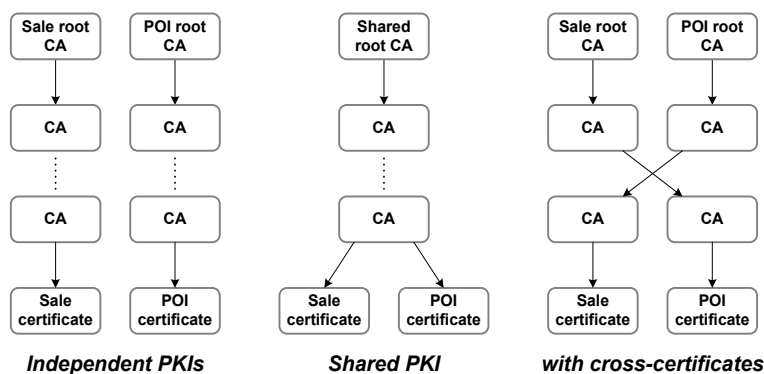 Sale root
CA
POI root
CA
CA
CA
CA
CA
Sale
certificate
POI
certificate
Independent PKIs
Shared
root CA
CA
CA
Sale
certificate
POI
certificate
Shared PKI
Sale root
CA
POI root
CA
CA
CA
CA
CA
Sale
certificate
POI
certificate
with cross-certificates